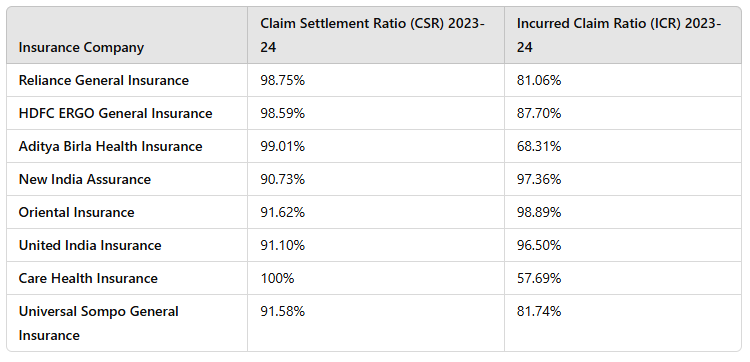 Insurance Company Claim Settlement Ratio (CSR) 2023-24 Incurred Claim Ratio (ICR) 2023-24
Reliance General Insurance 98.75% 81.06%
HDFC ERGO General Insurance 98.59% 87.70%
Aditya Birla Health Insurance 99.01% 68.31%
New India Assurance 90.73% 97.36%
Oriental Insurance 91.62% 98.89%
United India Insurance 91.10% 96.50%
Care Health Insurance 100% 57.69%
Universal Sompo General Insurance 91.58% 81.74%